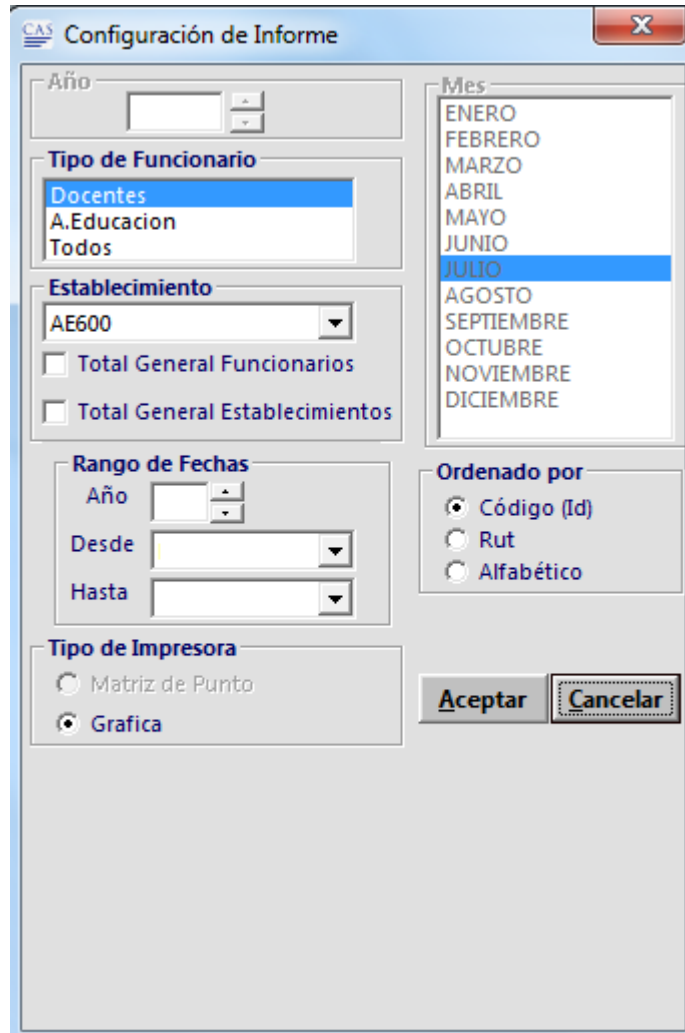 CAS Configuración de Informe
Año
Tipo de Funcionario
Docentes
A.Educacion
Todos
Establecimiento
AE600
Total General Funcionarios
Total General Establecimientos
Rango de Fechas
Año
Desde
Hasta
Tipo de Impresora
Matriz de Punto
Grafica
Mes
ENERO
FEBRERO
MARZO
ABRIL
MAYO
JUNIO
JULIO
AGOSTO
SEPTIEMBRE
OCTUBRE
NOVIEMBRE
DICIEMBRE
Ordenado por
Código (Id)
Rut
Alfabético
Aceptar
Cancelar